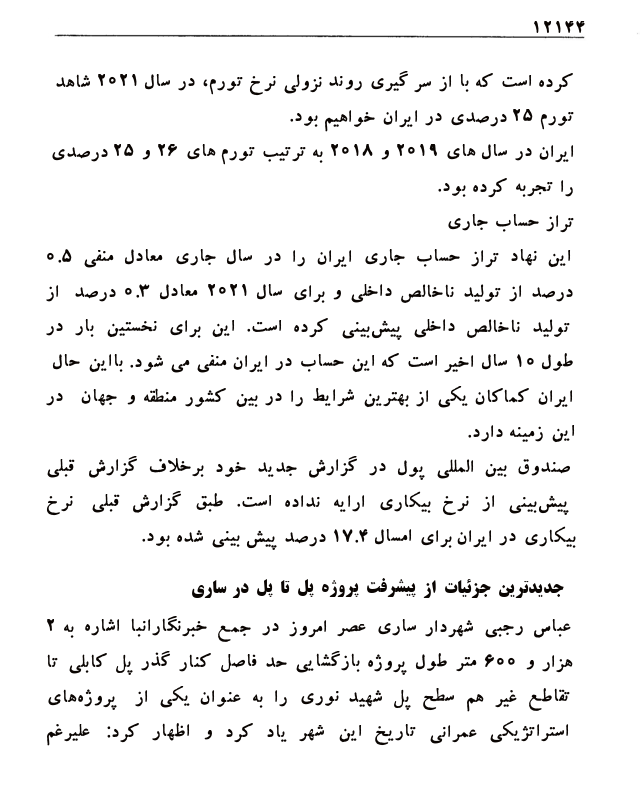 ۱۲۱۴۴
کرده است که با از سر گیری روند نزولی نرخ تورم، در سال ۲۰۲۱ شاهد
تورم ۲۵ درصدی در ایران خواهیم بود.
ایران در سال های ۲۰۱۹ و ۲۰۱۸ به ترتیب تورم های ۲۶ و ۲۵ درصدی
را تجربه کرده بود.
تراز حساب جاری
این نهاد تراز حساب جاری ایران را در سال جاری معادل منفی ۰.۵
درصد از تولید ناخالص داخلی و برای سال ۲۰۲۱ معادل ۰.۳ درصد از
تولید ناخالص داخلی پیش‌بینی کرده است. این برای نخستین بار در
طول ۱۰ سال اخیر است که این حساب در ایران منفی می شود. بااین حال
ایران کماکان یکی از بهترین شرایط را در بین کشور منطقه و جهان در
این زمینه دارد.
صندوق بین المللی پول در گزارش جدید خود برخلاف گزارش قبلی
پیش‌بینی از نرخ بیکاری ارایه نداده است. طبق گزارش قبلی نرخ
بیکاری در ایران برای امسال ۱۷.۴ درصد پیش بینی شده بود.
جدیدترین جزئیات از پیشرفت پروژه پل تا پل در ساری
عباس رجبی شهردار ساری عصر امروز در جمع خبرنگارانبا اشاره به ۲
هزار و ۶۰۰ متر طول پروژه بازگشایی حد فاصل کنار گذر پل کابلی تا
تقاطع غیر هم سطح پل شهید نوری را به عنوان یکی از پروژه‌های
استراتژیکی عمرانی تاریخ این شهر یاد کرد و اظهار کرد: علیرغم